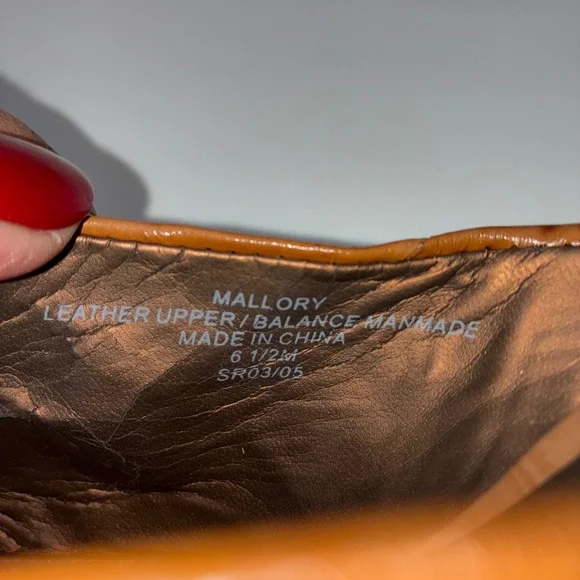 MALLORY
LEATHER UPPER/BALANCE MANMADE
MADE IN CHINA
6 1/2M
SR03/05